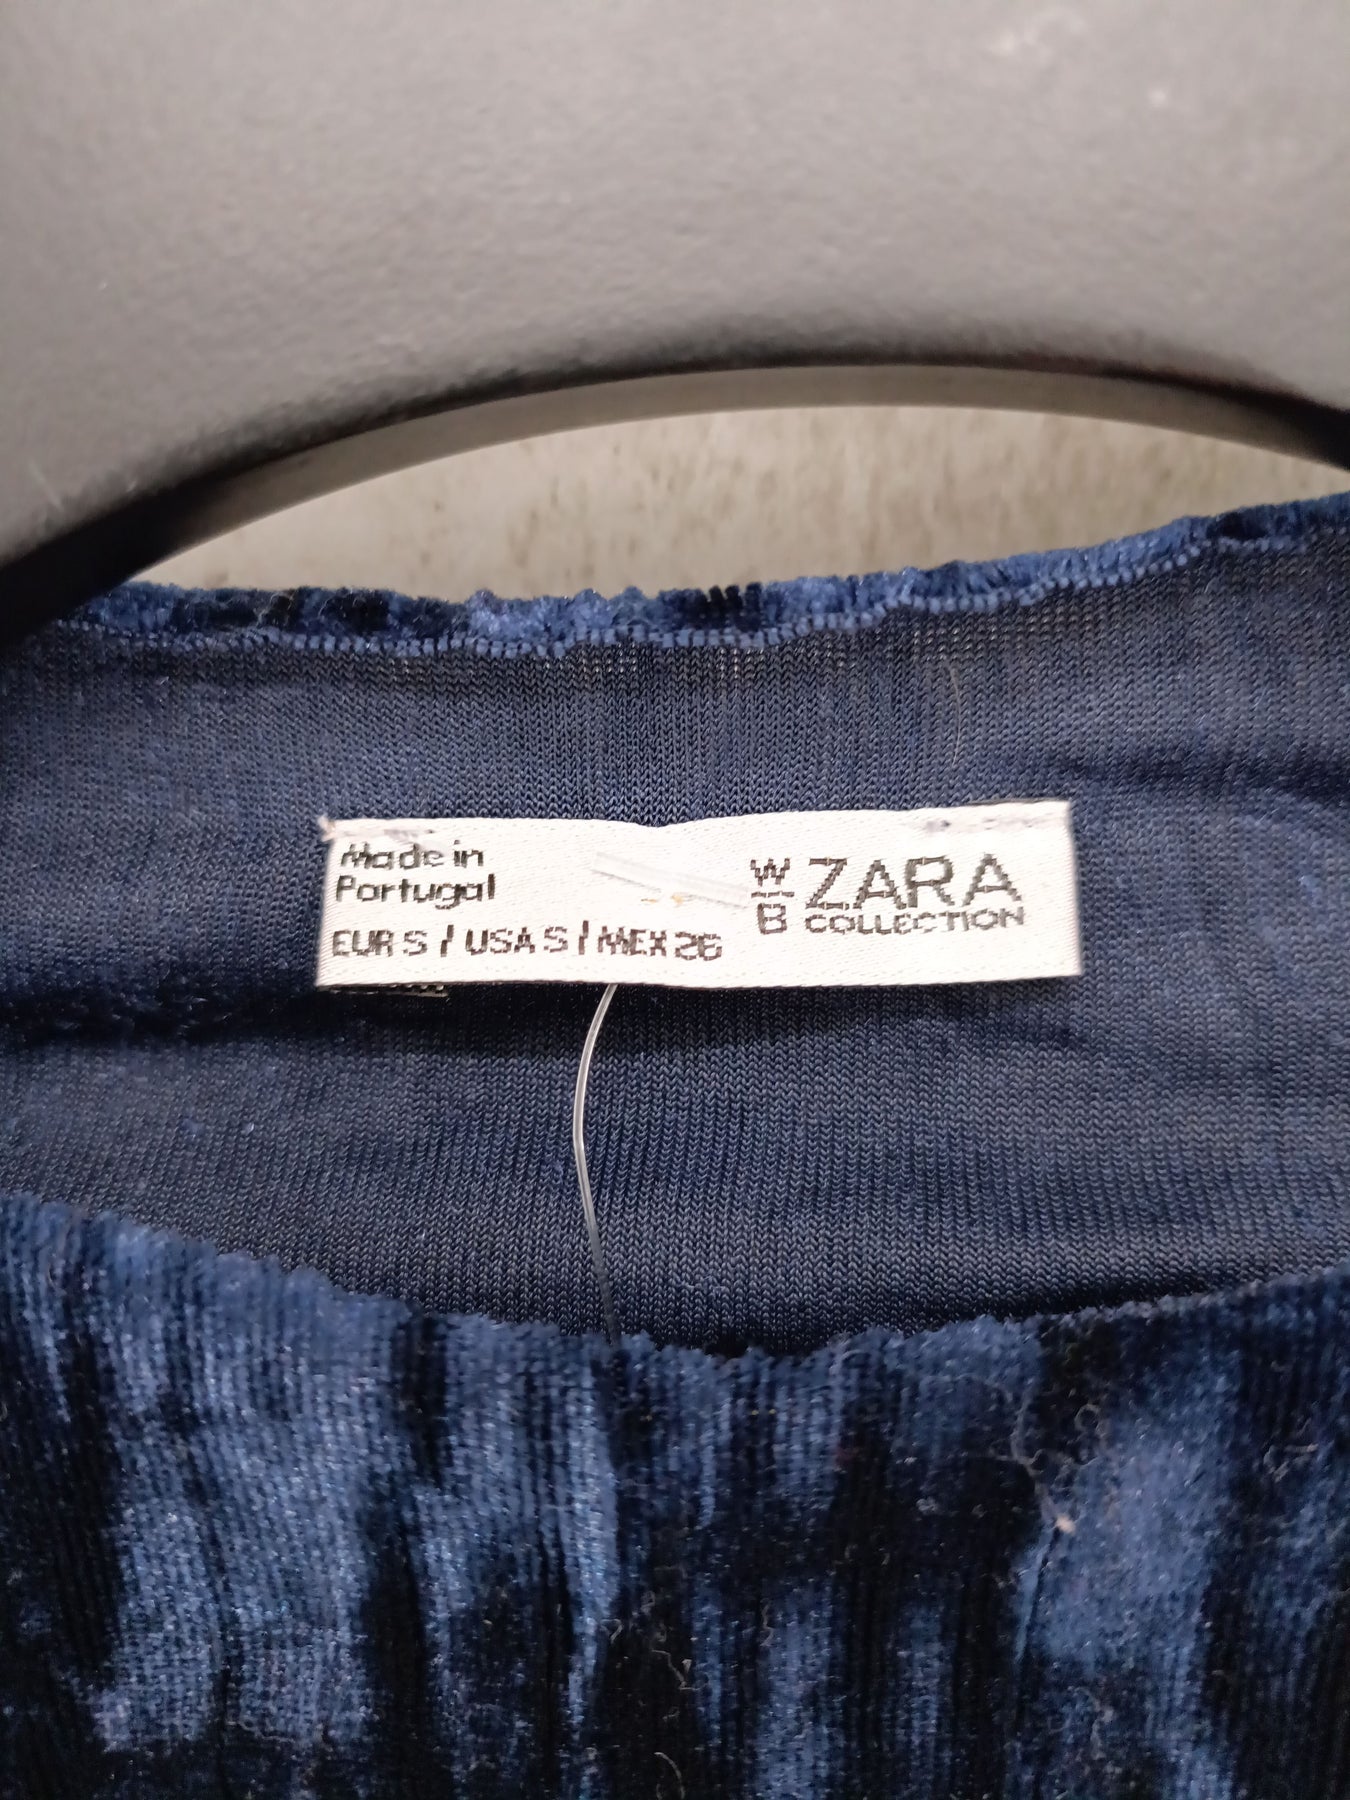 Made in
Portugal
EUR S / USA S / MEX 26
W
B
ZARA
COLLECTION